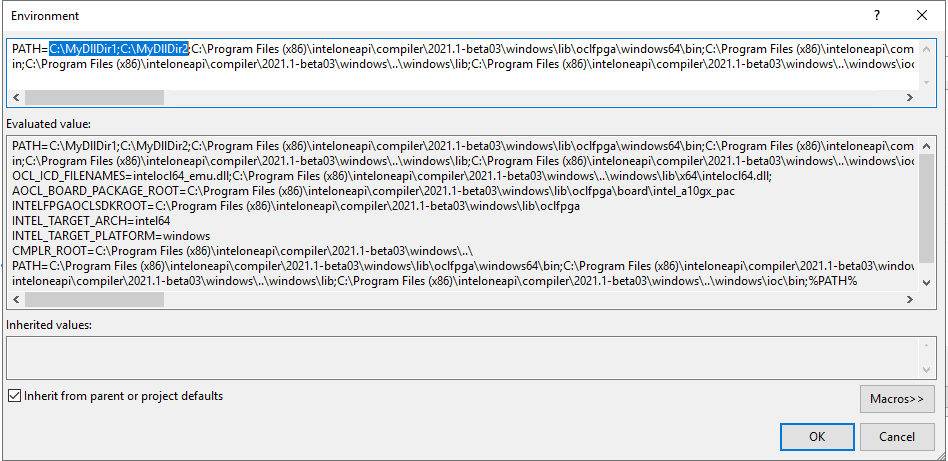 Environment
PATH=C:\MyDllDir1;C:\MyDllDir2;C:\Program Files (x86)\inteloneapi\compiler\2021.1-beta03\windows\lib\oclfpga\windows64\bin;C:\Program Files (x86)\inteloneapi\com
in;C:\Program Files (x86)\inteloneapi\compiler\2021.1-beta03\windows\..\windows\lib;C:\Program Files (x86)\inteloneapi\compiler\2021.1-beta03\windows\..\windows\ioc
Evaluated value:
PATH=C:\MyDllDir1;C:\MyDllDir2;C:\Program Files (x86)\inteloneapi\compiler\2021.1-beta03\windows\lib\oclfpga\windows64\bin;C:\Program Files (x86)\inteloneapi\com
in;C:\Program Files (x86)\inteloneapi\compiler\2021.1-beta03\windows\..\windows\lib;C:\Program Files (x86)\inteloneapi\compiler\2021.1-beta03\windows\..\windows\ioc
OCL_ICD_FILENAMES=intelocl64_emu.dll;C:\Program Files (x86)\inteloneapi\compiler\2021.1-beta03\windows\..\windows\lib\x64\intelocl64.dll;
AOCL_BOARD_PACKAGE_ROOT=C:\Program Files (x86)\inteloneapi\compiler\2021.1-beta03\windows\lib\oclfpga\board\intel_a10gx_pac
INTELFPGAOCLSDKROOT=C:\Program Files (x86)\inteloneapi\compiler\2021.1-beta03\windows\lib\oclfpga
INTEL_TARGET_ARCH=intel64
INTEL_TARGET_PLATFORM=windows
CMPLR_ROOT=C:\Program Files (x86)\inteloneapi\compiler\2021.1-beta03\windows\..\
PATH=C:\Program Files (x86)\inteloneapi\compiler\2021.1-beta03\windows\lib\oclfpga\windows64\bin;C:\Program Files (x86)\inteloneapi\compiler\2021.1-beta03\windo
inteloneapi\compiler\2021.1-beta03\windows\..\windows\lib;C:\Program Files (x86)\inteloneapi\compiler\2021.1-beta03\windows\..\windows\ioc\bin;%PATH%
Inherited values:
Inherit from parent or project defaults
Macros>>
OK
Cancel